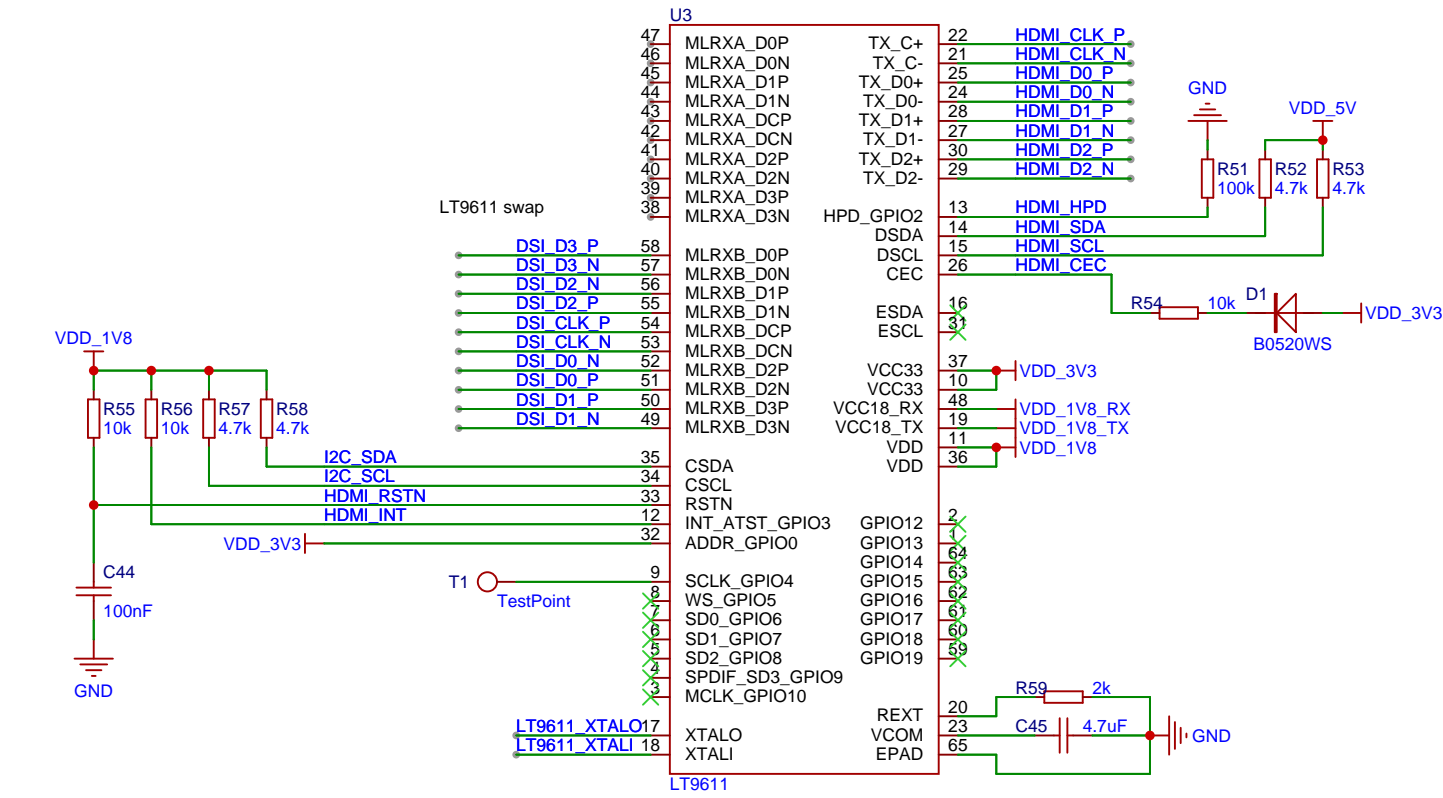 U3
47 MLRXA_D0P
46 MLRXA_D0N
45 MLRXA_D1P
44 MLRXA_D1N
43 MLRXA_DCP
42 MLRXA_DCN
41 MLRXA_D2P
40 MLRXA_D2N
39 MLRXA_D3P
38 MLRXA_D3N
LT9611 swap
DSI_D3_P 58 MLRXB_D0P
DSI_D3_N 57 MLRXB_D0N
DSI_D2_N 56 MLRXB_D1P
DSI_D2_P 55 MLRXB_D1N
DSI_CLK_P 54 MLRXB_DCP
DSI_CLK_N 53 MLRXB_DCN
DSI_D0_N 52 MLRXB_D2P
DSI_D0_P 51 MLRXB_D2N
DSI_D1_P 50 MLRXB_D3P
DSI_D1_N 49 MLRXB_D3N
VDD_1V8
R55 R56 R57 R58
10k 10k 4.7k 4.7k
I2C_SDA 35 CSDA
I2C_SCL 34 CSCL
HDMI_RSTN 33 RSTN
HDMI_INT 12 INT_ATST_GPIO3
VDD_3V3 32 ADDR_GPIO0
C44
100nF
GND
T1 9 SCLK_GPIO4
TestPoint
8 WS_GPIO5
7 SD0_GPIO6
6 SD1_GPIO7
5 SD2_GPIO8
4 SPDIF_SD3_GPIO9
3 MCLK_GPIO10
LT9611_XTALO 17 XTALO
LT9611_XTALI 18 XTALI
LT9611
TX_C+ 22 HDMI_CLK_P
TX_C- 21 HDMI_CLK_N
TX_D0+ 25 HDMI_D0_P
TX_D0- 24 HDMI_D0_N
TX_D1+ 28 HDMI_D1_P
TX_D1- 27 HDMI_D1_N
TX_D2+ 30 HDMI_D2_P
TX_D2- 29 HDMI_D2_N
GND
VDD_5V
R51 R52 R53
100k 4.7k 4.7k
HPD_GPIO2 13 HDMI_HPD
DSDA 14 HDMI_SDA
DSCL 15 HDMI_SCL
CEC 26 HDMI_CEC
R54 10k D1 VDD_3V3
B0520WS
ESDA 16
ESCL 31
VCC33 37 VDD_3V3
VCC33 10
VCC18_RX 48 VDD_1V8_RX
VCC18_TX 19 VDD_1V8_TX
VDD 11 VDD_1V8
VDD 36
GPIO12 2
GPIO13 1
GPIO14 64
GPIO15 63
GPIO16 62
GPIO17 61
GPIO18 60
GPIO19 59
R59 2k
REXT 20
VCOM 23 C45 4.7uF GND
EPAD 65